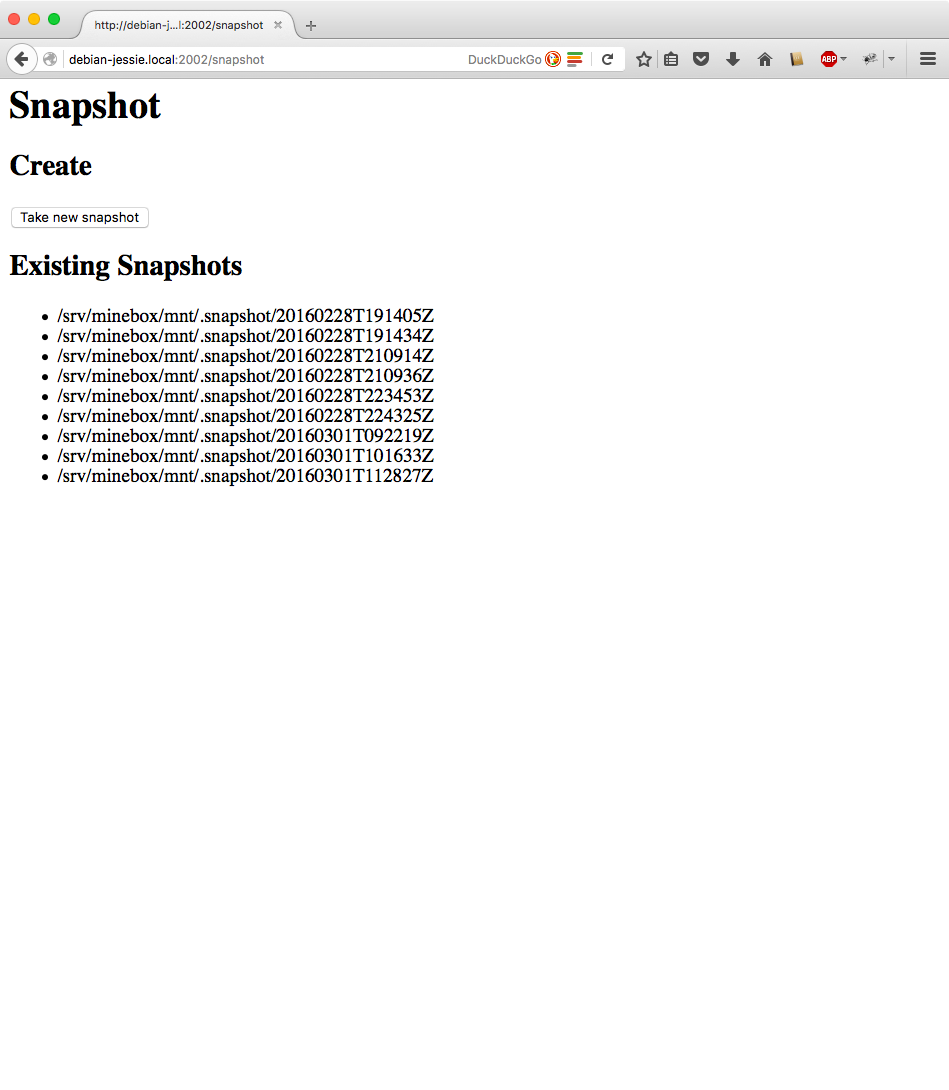 http://debian-j...l:2002/snapshot
debian-jessie.local:2002/snapshot
DuckDuckGo
ABP
Snapshot
Create
Take new snapshot
Existing Snapshots
/srv/minebox/mnt/.snapshot/20160228T191405Z
/srv/minebox/mnt/.snapshot/20160228T191434Z
/srv/minebox/mnt/.snapshot/20160228T210914Z
/srv/minebox/mnt/.snapshot/20160228T210936Z
/srv/minebox/mnt/.snapshot/20160228T223453Z
/srv/minebox/mnt/.snapshot/20160228T224325Z
/srv/minebox/mnt/.snapshot/20160301T092219Z
/srv/minebox/mnt/.snapshot/20160301T101633Z
/srv/minebox/mnt/.snapshot/20160301T112827Z